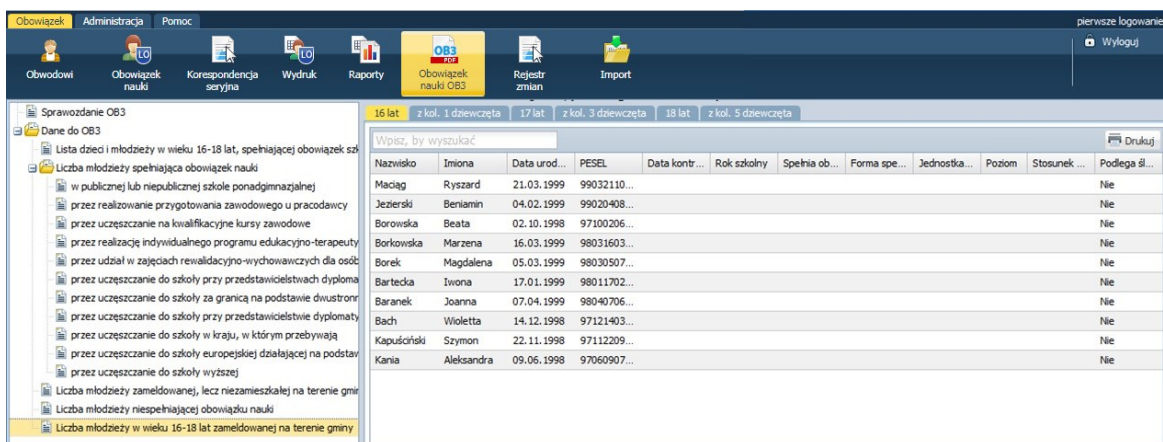 Obowiązek Administracja Pomoc pierwsze logowanie
Wyloguj
LO LO OB3 PDF
Obwodowi Obowiązek nauki Korespondencja seryjna Wydruk Raporty Obowiązek nauki OB3 Rejestr zmian Import
Sprawozdanie OB3
Dane do OB3
Lista dzieci i młodzieży w wieku 16-18 lat, spełniającej obowiązek szk
Liczba młodzieży spełniająca obowiązek nauki
w publicznej lub niepublicznej szkole ponadgimnazjalnej
przez realizowanie przygotowania zawodowego u pracodawcy
przez uczęszczanie na kwalifikacyjne kursy zawodowe
przez realizację indywidualnego programu edukacyjno-terapeuty
przez udział w zajęciach rewalidacyjno-wychowawczych dla osób
przez uczęszczanie do szkoły przy przedstawicielstwach dyploma
przez uczęszczanie do szkoły za granicą na podstawie dwustronn
przez uczęszczanie do szkoły przy przedstawicielstwie dyplomaty
przez uczęszczanie do szkoły w kraju, w którym przebywają
przez uczęszczanie do szkoły europejskiej działającej na podstaw
przez uczęszczanie do szkoły wyższej
Liczba młodzieży zameldowanej, lecz niezamieszkałej na terenie gmin
Liczba młodzieży niespełniającej obowiązku nauki
Liczba młodzieży w wieku 16-18 lat zameldowanej na terenie gminy
16 lat z kol. 1 dziewczęta 17 lat z kol. 3 dziewczęta 18 lat z kol. 5 dziewczęta
Wpisz, by wyszukać Drukuj
Nazwisko Imiona Data urod... PESEL Data kontr... Rok szkolny Spełnia ob... Forma spe... Jednostka... Poziom Stosunek ... Podlega śl...
Maciąg Ryszard 21.03.1999 99032110... Nie
Jezierski Beniamin 04.02.1999 99020408... Nie
Borowska Beata 02.10.1998 97100206... Nie
Borkowska Marzena 16.03.1999 98031603... Nie
Borek Magdalena 05.03.1999 98030507... Nie
Bartecka Iwona 17.01.1999 98011702... Nie
Baranek Joanna 07.04.1999 98040706... Nie
Bach Wioletta 14.12.1998 97121403... Nie
Kapuściński Szymon 22.11.1998 97112209... Nie
Kania Aleksandra 09.06.1998 97060907... Nie